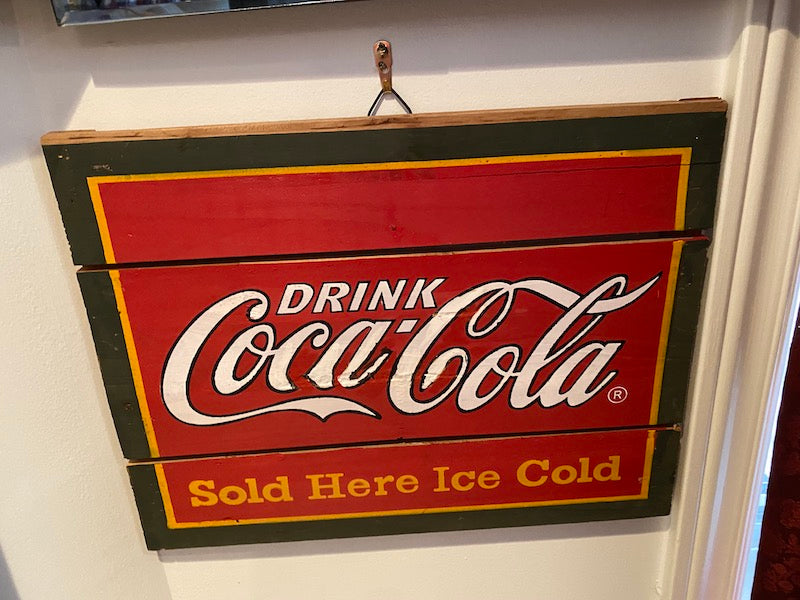 DRINK
Coca-Cola ®
Sold Here Ice Cold